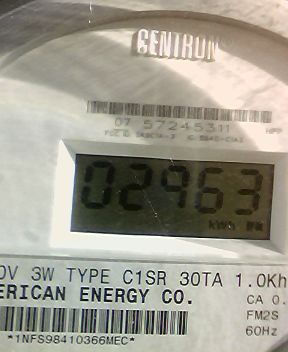 CENTRON
07 57245311
02963
kWh
0V 3W TYPE C1SR 30TA 1.0Kh
ERICAN ENERGY CO.
CA 0.
FM2S
60Hz
*1NFS98410366MEC*